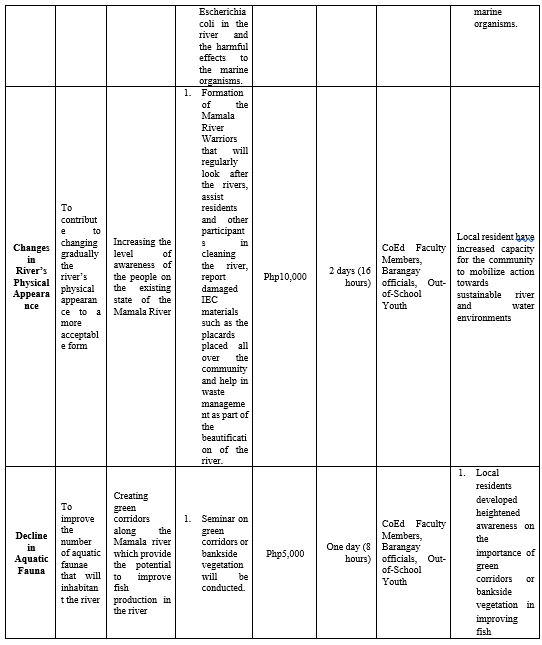 Escherichia
coli in the
river and
the harmful
effects to
the marine
organisms.
marine
organisms.
Changes
in
River's
Physical
Appeara
nce
To
contribut
e to
changing
gradually
the
river's
physical
appearan
ce to a
more
acceptabl
e form
Increasing the
level of
awareness of
the people on
the existing
state of the
Mamala River
1. Formation
of the
Mamala
River
Warriors
that will
regularly
look after
the rivers,
assist
residents
and other
participant
s in
cleaning
the river,
report
damaged
IEC
materials
such as the
placards
placed all
over the
community
and help in
waste
manageme
nt as part of
the
beautificati
on of the
river.
Php10,000
2 days (16
hours)
CoEd Faculty
Members,
Barangay
officials, Out-
of-School
Youth
Local resident have
increased capacity
for the community
to mobilize action
towards
sustainable river
and water
environments
Decline
in
Aquatic
Fauna
To
improve
the
number
of aquatic
faunae
that will
inhabitan
t the river
Creating
green
corridors
along the
Mamala river
which provide
the potential
to improve
fish
production in
the river
1. Seminar on
green
corridors or
bankside
vegetation
will be
conducted.
Php5,000
One day (8
hours)
CoEd Faculty
Members,
Barangay
officials, Out-
of-School
Youth
1. Local
residents
developed
heightened
awareness on
the
importance of
green
corridors or
bankside
vegetation in
improving
fish